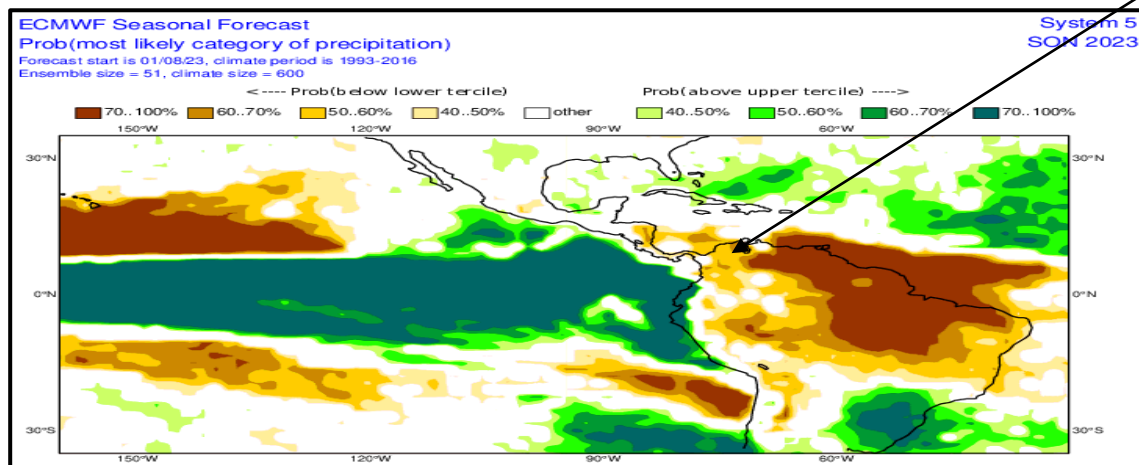 ECMWF Seasonal Forecast System 5
Prob(most likely category of precipitation) SON 2023
Forecast start is 01/08/23, climate period is 1993-2016
Ensemble size = 51, climate size = 600
<---- Prob(below lower tercile) Prob(above upper tercile) ---->
70..100% 60..70% 50..60% 40..50% other 40..50% 50..60% 60..70% 70..100%
150°W 120°W 90°W 60°W
30°N 30°N
0°N 0°N
30°S 30°S
150°W 120°W 90°W 60°W